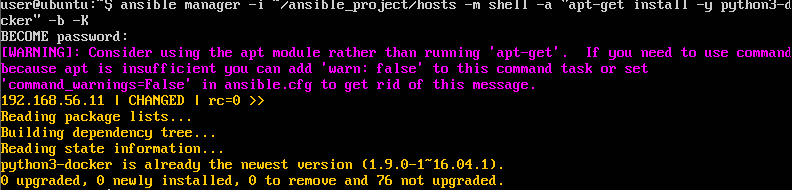 user@ubuntu:~$ ansible manager -i ~/ansible_project/hosts -m shell -a "apt-get install -y python3-do
cker" -b -K
BECOME password:
[WARNING]: Consider using the apt module rather than running 'apt-get'.  If you need to use command
because apt is insufficient you can add 'warn: false' to this command task or set
'command_warnings=False' in ansible.cfg to get rid of this message.
192.168.56.11 | CHANGED | rc=0 >>
Reading package lists...
Building dependency tree...
Reading state information...
python3-docker is already the newest version (1.9.0-1~16.04.1).
0 upgraded, 0 newly installed, 0 to remove and 76 not upgraded.